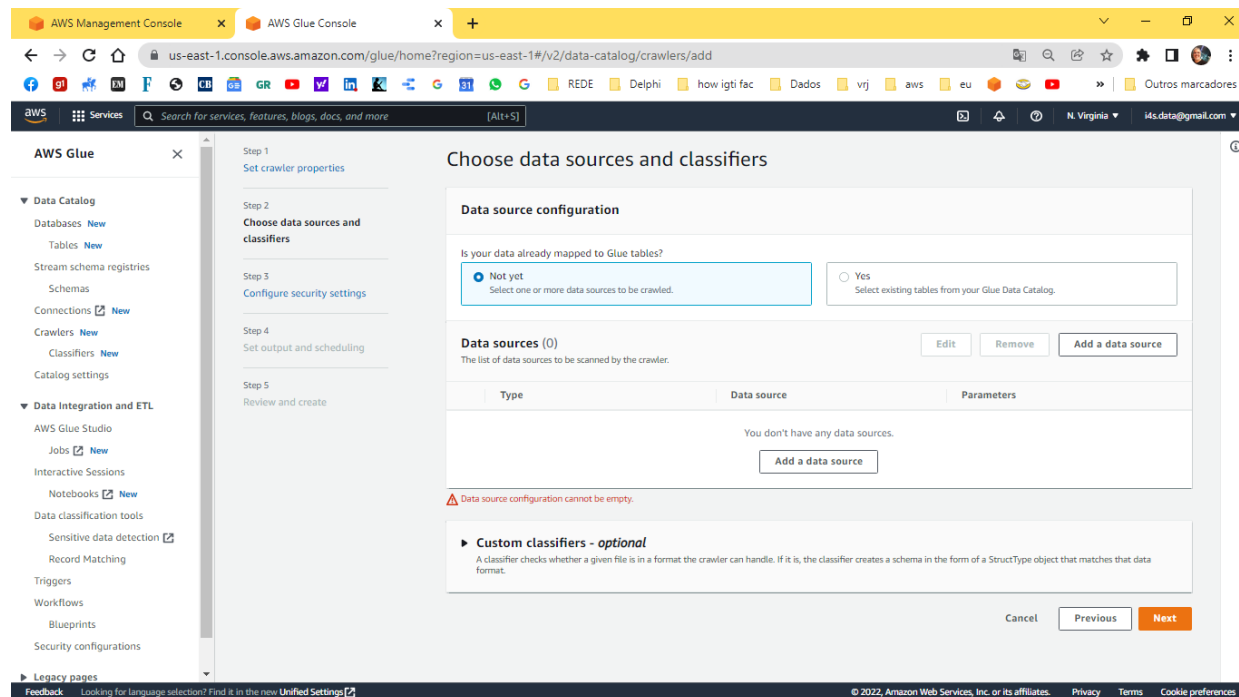 AWS Management Console
AWS Glue Console
us-east-1.console.aws.amazon.com/glue/home?region=us-east-1#/v2/data-catalog/crawlers/add
REDE Delphi how igti fac Dados vrj aws eu » Outros marcadores
aws Services Search for services, features, blogs, docs, and more [Alt+S] N. Virginia i4s.data@gmail.com
AWS Glue
Data Catalog
Databases New
Tables New
Stream schema registries
Schemas
Connections New
Crawlers New
Classifiers New
Catalog settings
Data Integration and ETL
AWS Glue Studio
Jobs New
Interactive Sessions
Notebooks New
Data classification tools
Sensitive data detection
Record Matching
Triggers
Workflows
Blueprints
Security configurations
Legacy pages
Step 1
Set crawler properties
Step 2
Choose data sources and
classifiers
Step 3
Configure security settings
Step 4
Set output and scheduling
Step 5
Review and create
Choose data sources and classifiers
Data source configuration
Is your data already mapped to Glue tables?
Not yet
Select one or more data sources to be crawled.
Yes
Select existing tables from your Glue Data Catalog.
Data sources (0)
The list of data sources to be scanned by the crawler.
Edit Remove Add a data source
Type Data source Parameters
You don't have any data sources.
Add a data source
Data source configuration cannot be empty.
Custom classifiers - optional
A classifier checks whether a given file is in a format the crawler can handle. If it is, the classifier creates a schema in the form of a StructType object that matches that data
format.
Cancel Previous Next
Feedback Looking for language selection? Find it in the new Unified Settings © 2022, Amazon Web Services, Inc. or its affiliates. Privacy Terms Cookie preferences